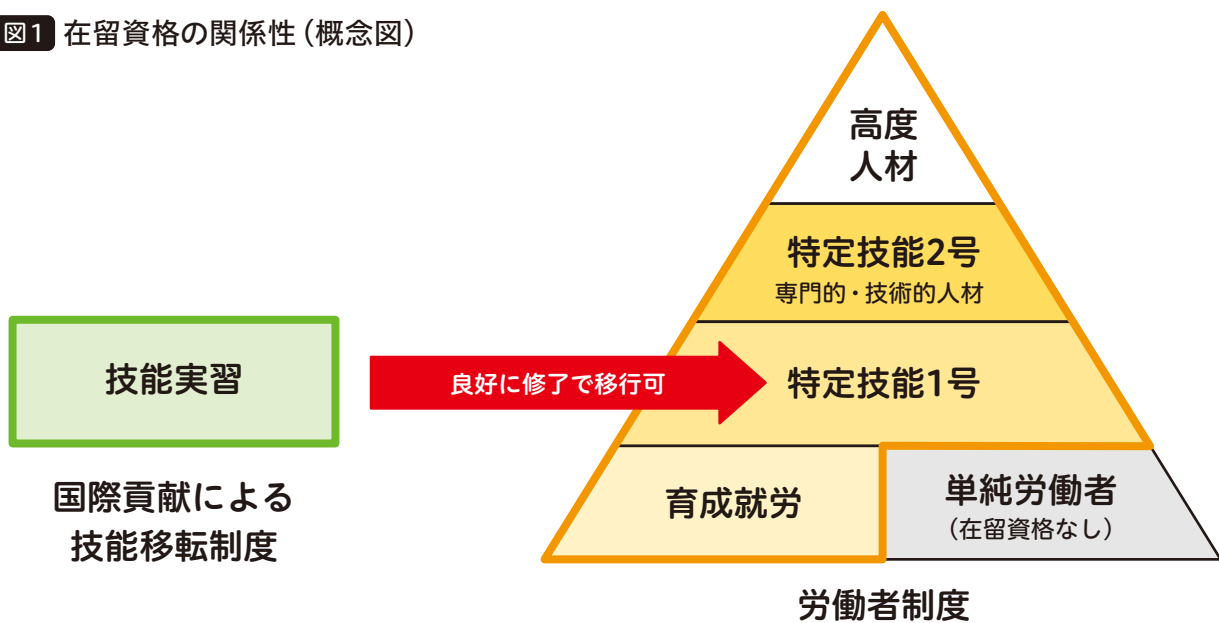 図1 在留資格の関係性（概念図）
高度
人材
特定技能2号
専門的・技術的人材
技能実習
良好に修了で移行可
特定技能1号
国際貢献による
技能移転制度
育成就労
単純労働者
（在留資格なし）
労働者制度